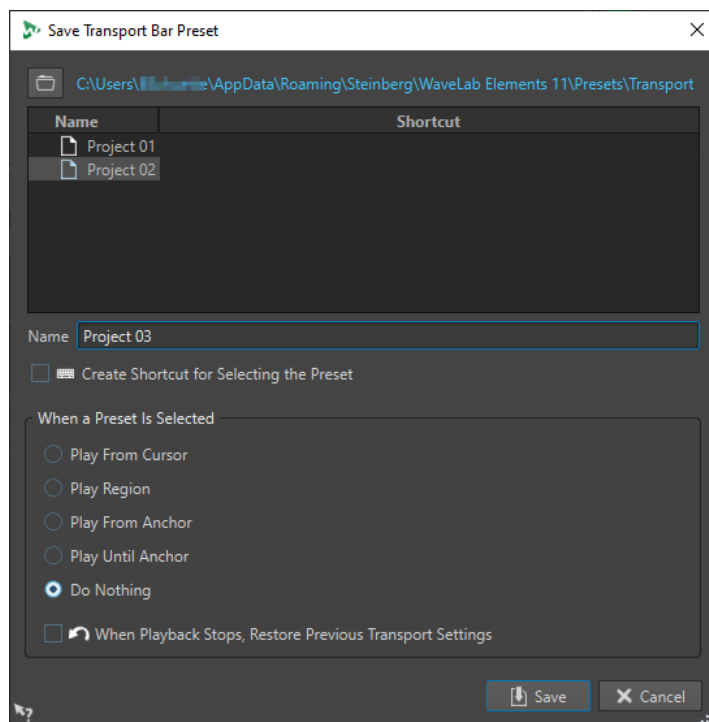 Save Transport Bar Preset
C:\Users\ \AppData\Roaming\Steinberg\WaveLab Elements 11\Presets\Transport
Name Shortcut
Project 01
Project 02
Name Project 03
Create Shortcut for Selecting the Preset
When a Preset Is Selected
Play From Cursor
Play Region
Play From Anchor
Play Until Anchor
Do Nothing
When Playback Stops, Restore Previous Transport Settings
Save Cancel
?